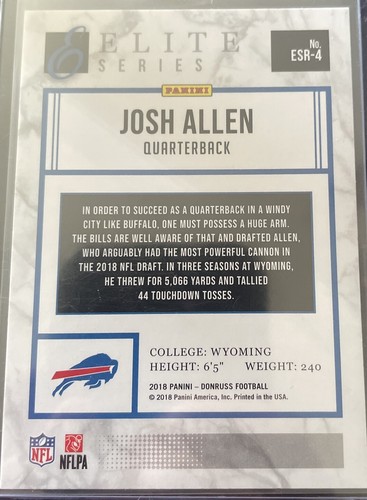 E ELITE
SERIES
No.
ESR-4
PANINI
JOSH ALLEN
QUARTERBACK
IN ORDER TO SUCCEED AS A QUARTERBACK IN A WINDY
CITY LIKE BUFFALO, ONE MUST POSSESS A HUGE ARM.
THE BILLS ARE WELL AWARE OF THAT AND DRAFTED ALLEN,
WHO ARGUABLY HAD THE MOST POWERFUL CANNON IN
THE 2018 NFL DRAFT. IN THREE SEASONS AT WYOMING,
HE THREW FOR 5,066 YARDS AND TALLIED
44 TOUCHDOWN TOSSES.
COLLEGE: WYOMING
HEIGHT: 6'5" WEIGHT: 240
2018 PANINI – DONRUSS FOOTBALL
© 2018 Panini America, Inc. Printed in the USA.
NFL
NFLPA